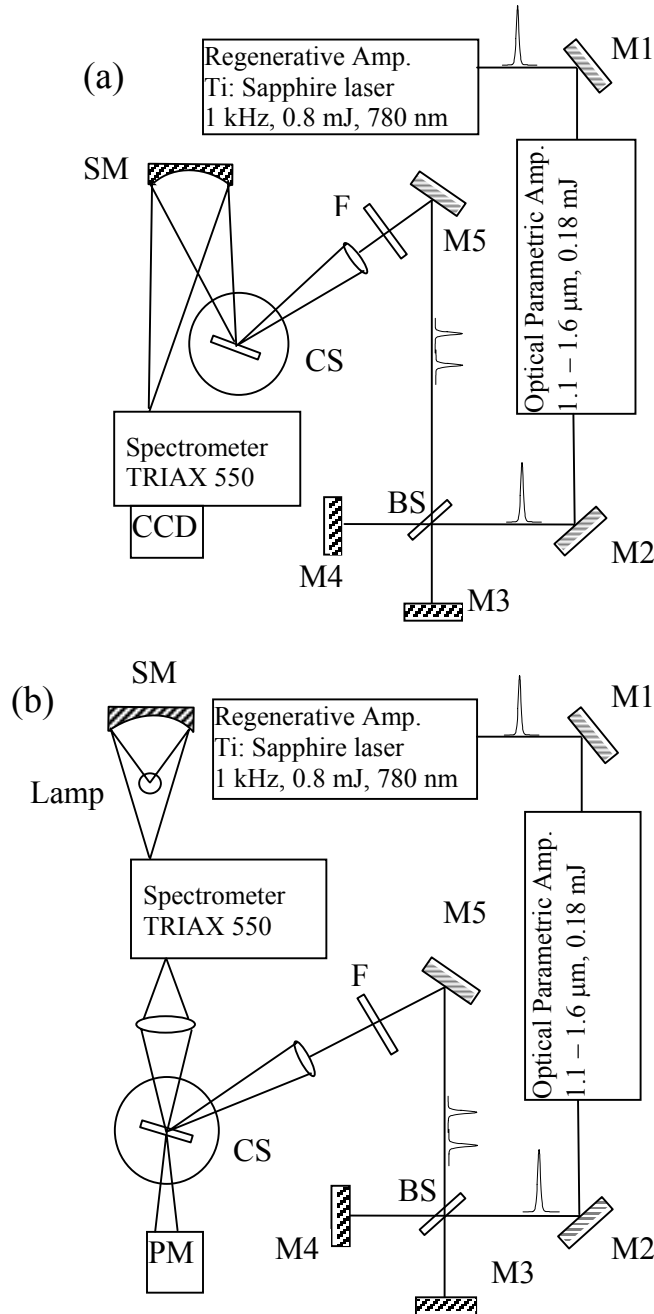 (a)
Regenerative Amp.
Ti: Sapphire laser
1 kHz, 0.8 mJ, 780 nm
M1
SM
F
M5
Optical Parametric Amp.
1.1 – 1.6 μm, 0.18 mJ
CS
Spectrometer
TRIAX 550
CCD
BS
M4
M2
M3
(b)
SM
Regenerative Amp.
Ti: Sapphire laser
1 kHz, 0.8 mJ, 780 nm
M1
Lamp
Spectrometer
TRIAX 550
M5
Optical Parametric Amp.
1.1 – 1.6 μm, 0.18 mJ
F
CS
BS
PM
M4
M2
M3